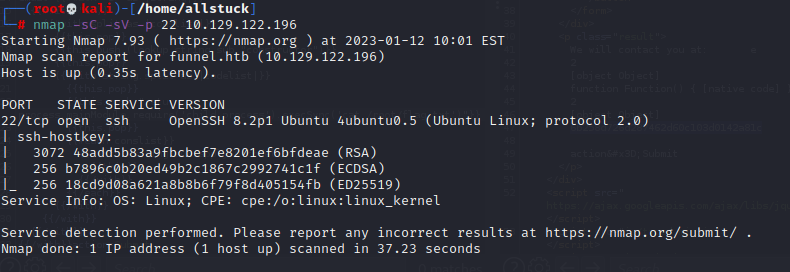 (root💀kali)-[/home/allstuck]
# nmap -sC -sV -p 22 10.129.122.196
Starting Nmap 7.93 ( https://nmap.org ) at 2023-01-12 10:01 EST
Nmap scan report for funnel.htb (10.129.122.196)
Host is up (0.35s latency).
PORT   STATE SERVICE VERSION
22/tcp open  ssh     OpenSSH 8.2p1 Ubuntu 4ubuntu0.5 (Ubuntu Linux; protocol 2.0)
| ssh-hostkey:
|   3072 48add5b83a9fbcbef7e8201ef6bfdeae (RSA)
|   256 b7896c0b20ed49b2c1867c2992741c1f (ECDSA)
|_  256 18cd9d08a621a8b8b6f79f8d405154fb (ED25519)
Service Info: OS: Linux; CPE: cpe:/o:linux:linux_kernel
Service detection performed. Please report any incorrect results at https://nmap.org/submit/ .
Nmap done: 1 IP address (1 host up) scanned in 37.23 seconds